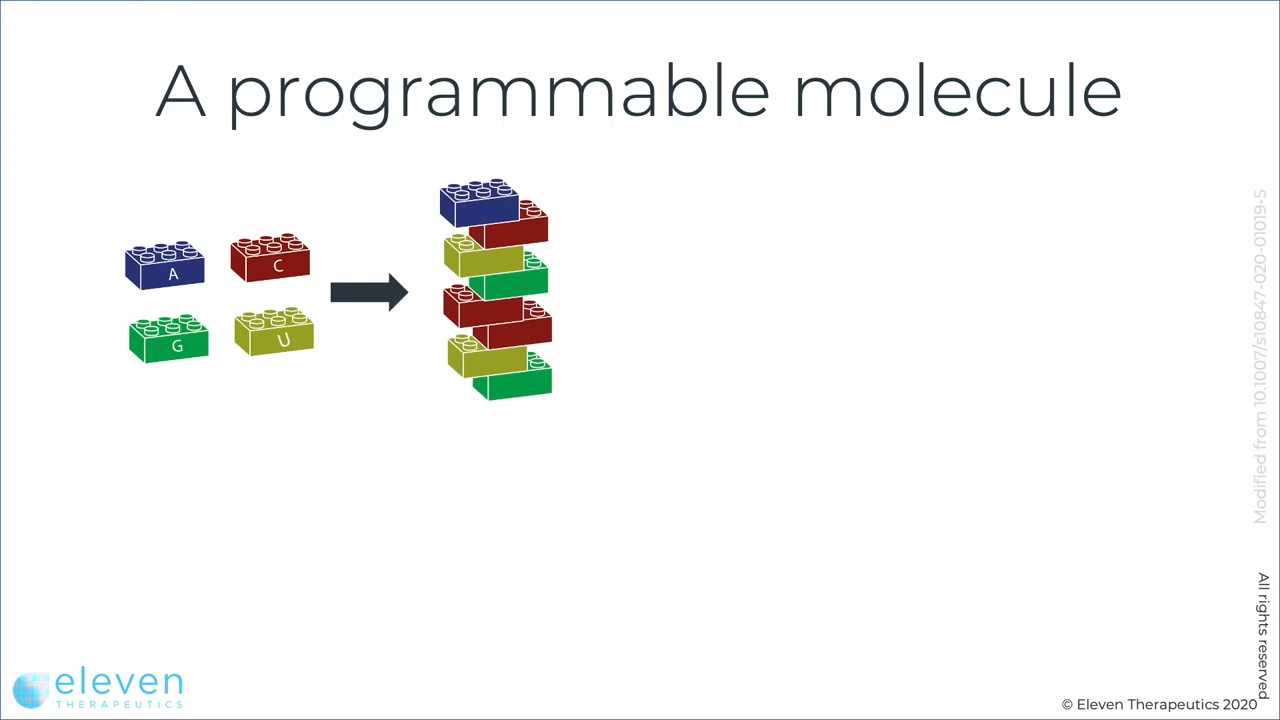 A programmable molecule
A
C
G
U
Modified from 10.1007/s10847-020-01019-5
All rights reserved
eleven
THERAPEUTICS
© Eleven Therapeutics 2020